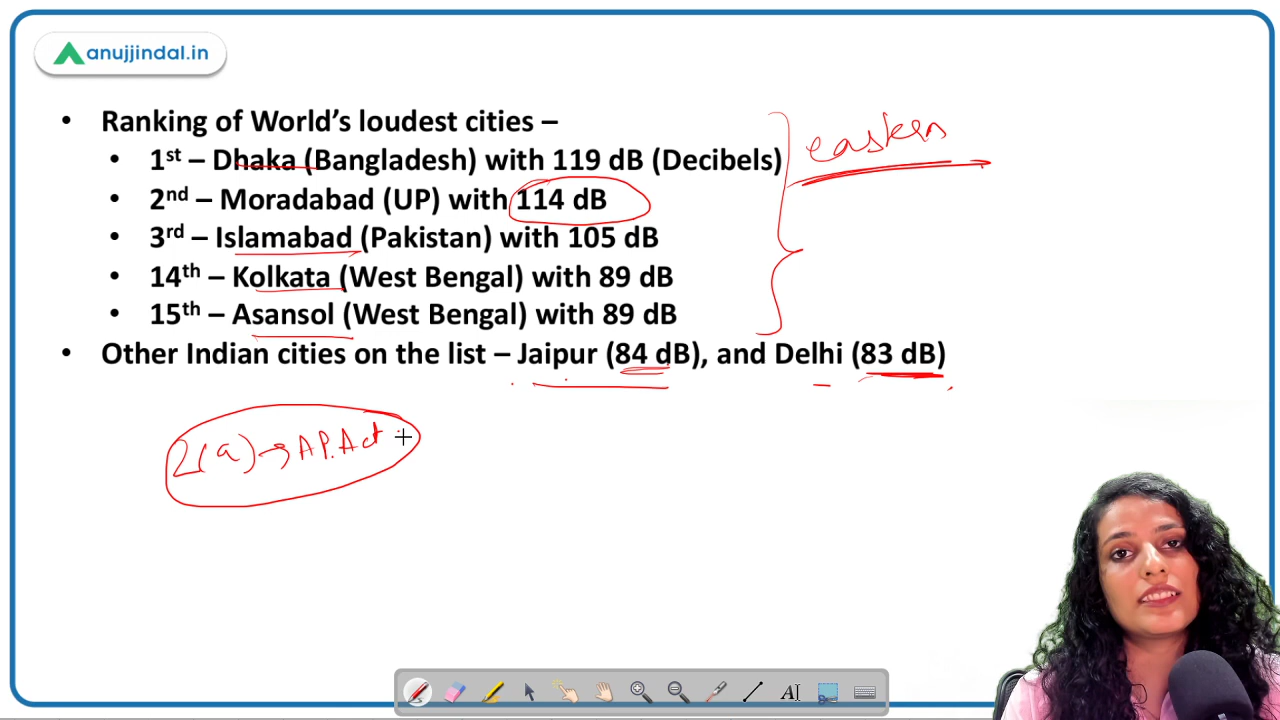 anujjindal.in
• Ranking of World's loudest cities –
• 1st – Dhaka (Bangladesh) with 119 dB (Decibels)
• 2nd – Moradabad (UP) with 114 dB
• 3rd – Islamabad (Pakistan) with 105 dB
• 14th – Kolkata (West Bengal) with 89 dB
• 15th – Asansol (West Bengal) with 89 dB
eastern
• Other Indian cities on the list – Jaipur (84 dB), and Delhi (83 dB)
2(a) → AP.Act
AI